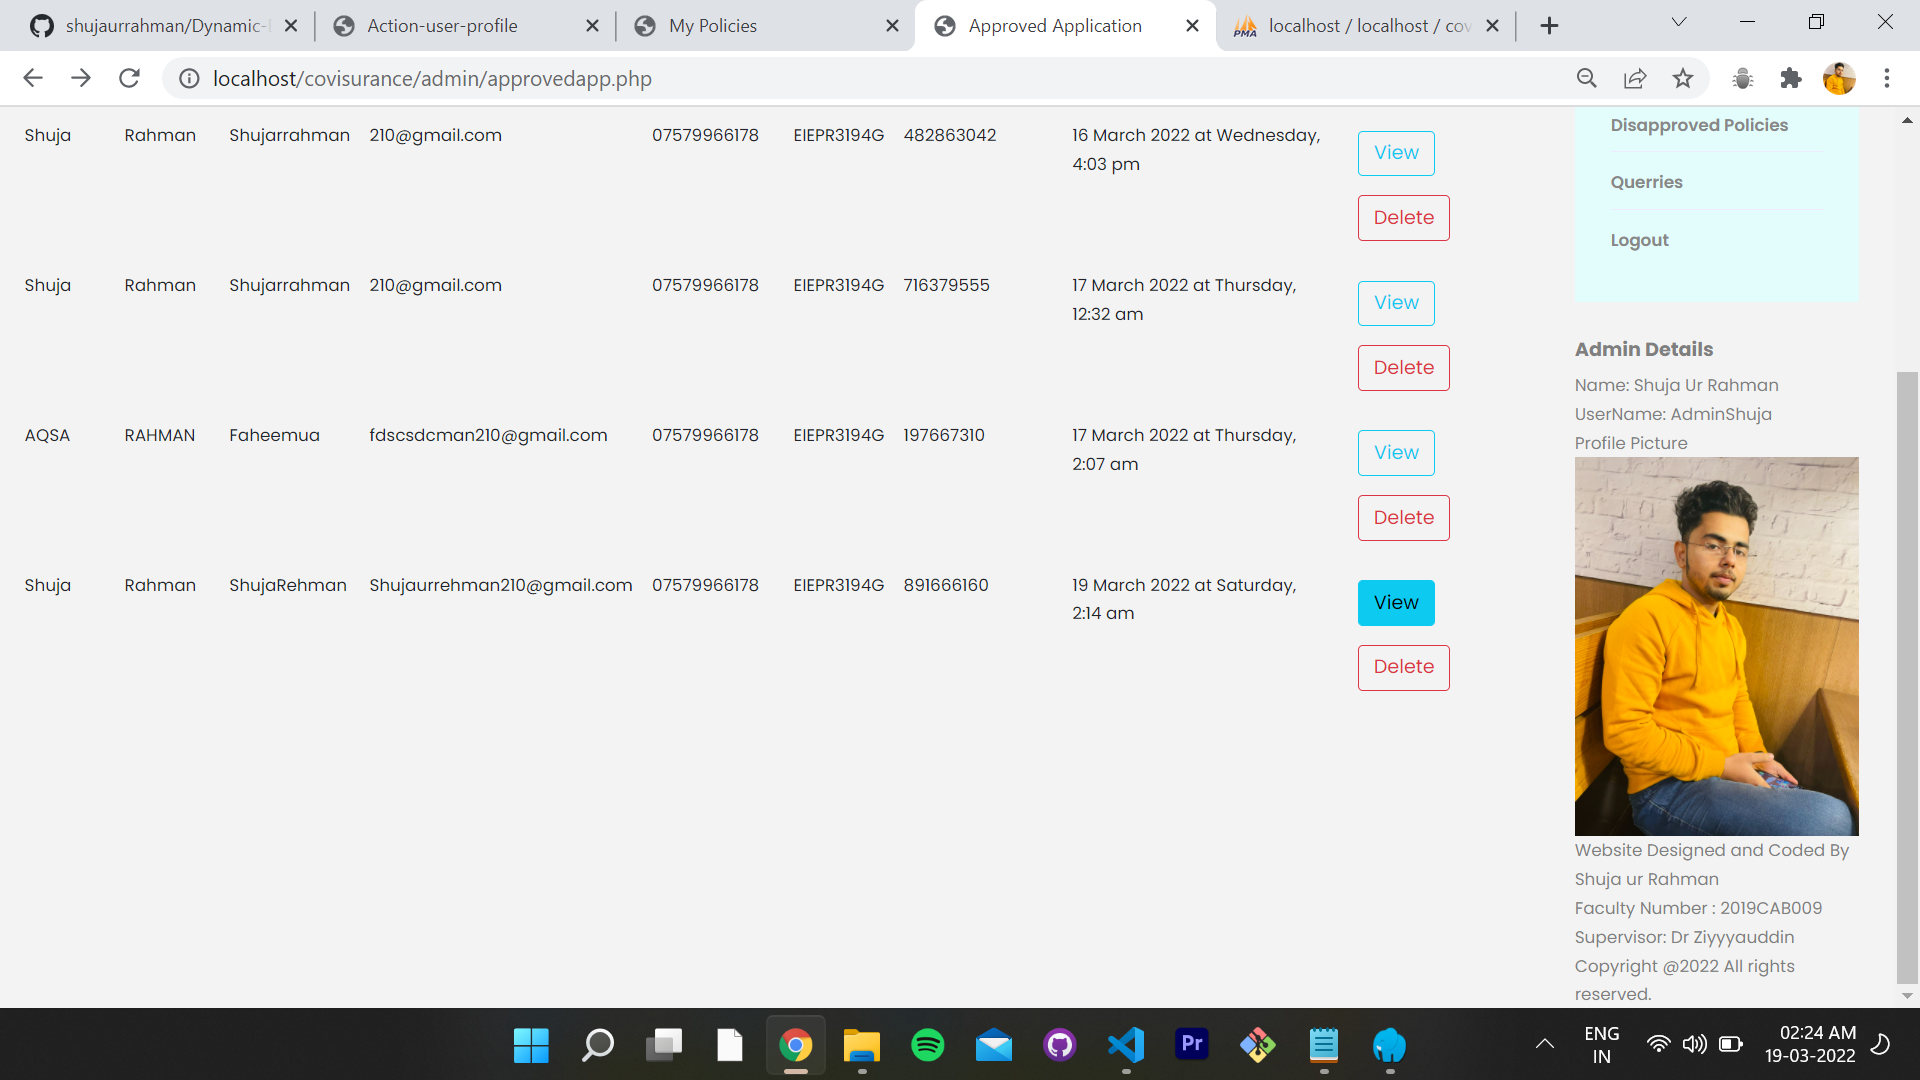 shujaurrahman/Dynamic-
Action-user-profile
My Policies
Approved Application
PMA
localhost / localhost / cov
localhost/covisurance/admin/approvedapp.php
Shuja Rahman Shujarrahman 210@gmail.com 07579966178 EIEPR3194G 482863042 16 March 2022 at Wednesday,
4:03 pm
View
Delete
Shuja Rahman Shujarrahman 210@gmail.com 07579966178 EIEPR3194G 716379555 17 March 2022 at Thursday,
12:32 am
View
Delete
AQSA RAHMAN Faheemua fdscsdcman210@gmail.com 07579966178 EIEPR3194G 197667310 17 March 2022 at Thursday,
2:07 am
View
Delete
Shuja Rahman ShujaRehman Shujaurrehman210@gmail.com 07579966178 EIEPR3194G 891666160 19 March 2022 at Saturday,
2:14 am
View
Delete
Disapproved Policies
Querries
Logout
Admin Details
Name: Shuja Ur Rahman
UserName: AdminShuja
Profile Picture
Website Designed and Coded By
Shuja ur Rahman
Faculty Number : 2019CAB009
Supervisor: Dr Ziyyyauddin
Copyright @2022 All rights
reserved.
Pr
ENG
IN
02:24 AM
19-03-2022